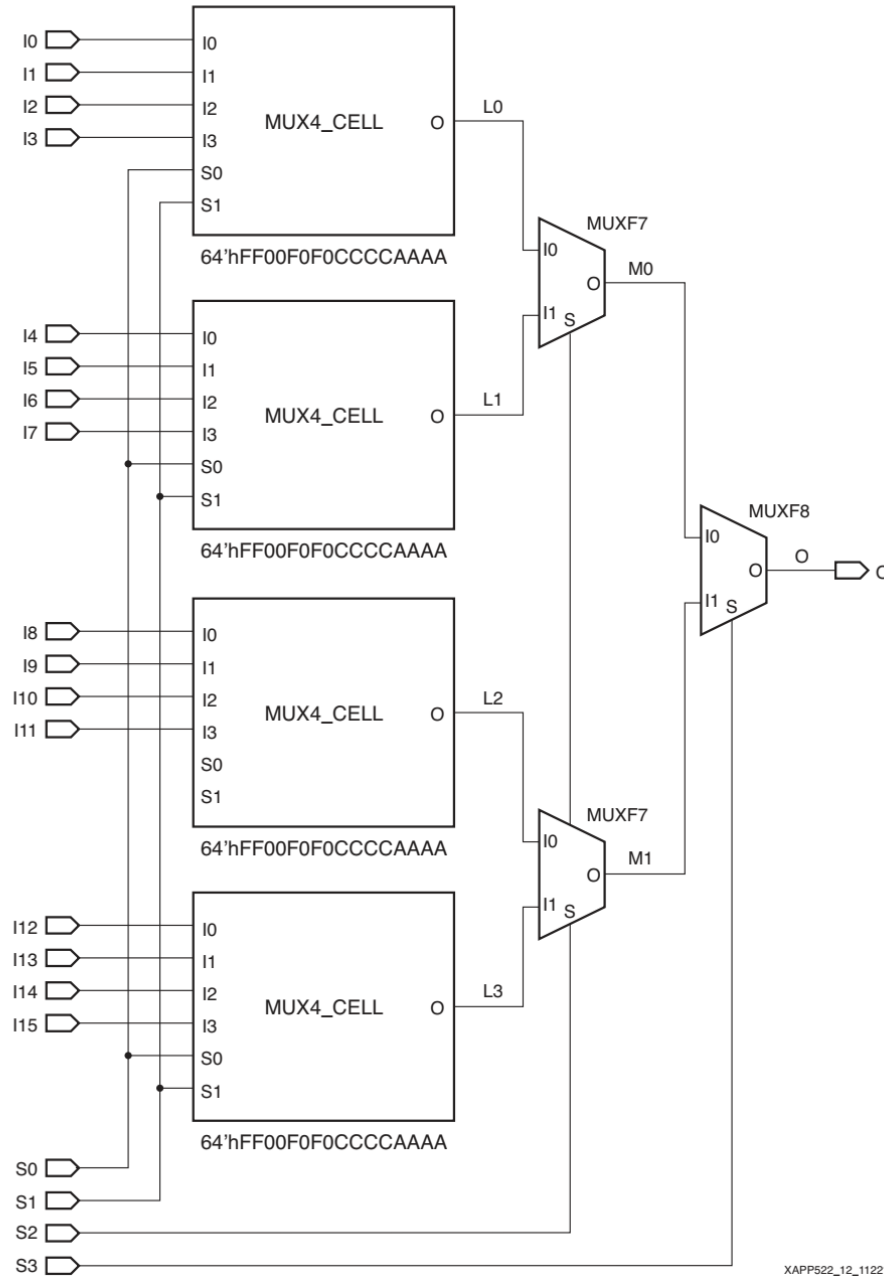 I0
I1
I2
I3
I0
I1
I2
I3
S0
S1
MUX4_CELL
O
L0
64'hFF00F0F0CCCCAAAA
MUXF7
I0
I1
S
O
M0
I4
I5
I6
I7
I0
I1
I2
I3
S0
S1
MUX4_CELL
O
L1
64'hFF00F0F0CCCCAAAA
MUXF8
I0
I1
S
O
O
I8
I9
I10
I11
I0
I1
I2
I3
S0
S1
MUX4_CELL
O
L2
64'hFF00F0F0CCCCAAAA
MUXF7
I0
I1
S
O
M1
I12
I13
I14
I15
I0
I1
I2
I3
S0
S1
MUX4_CELL
O
L3
64'hFF00F0F0CCCCAAAA
S0
S1
S2
S3
XAPP522_12_1122